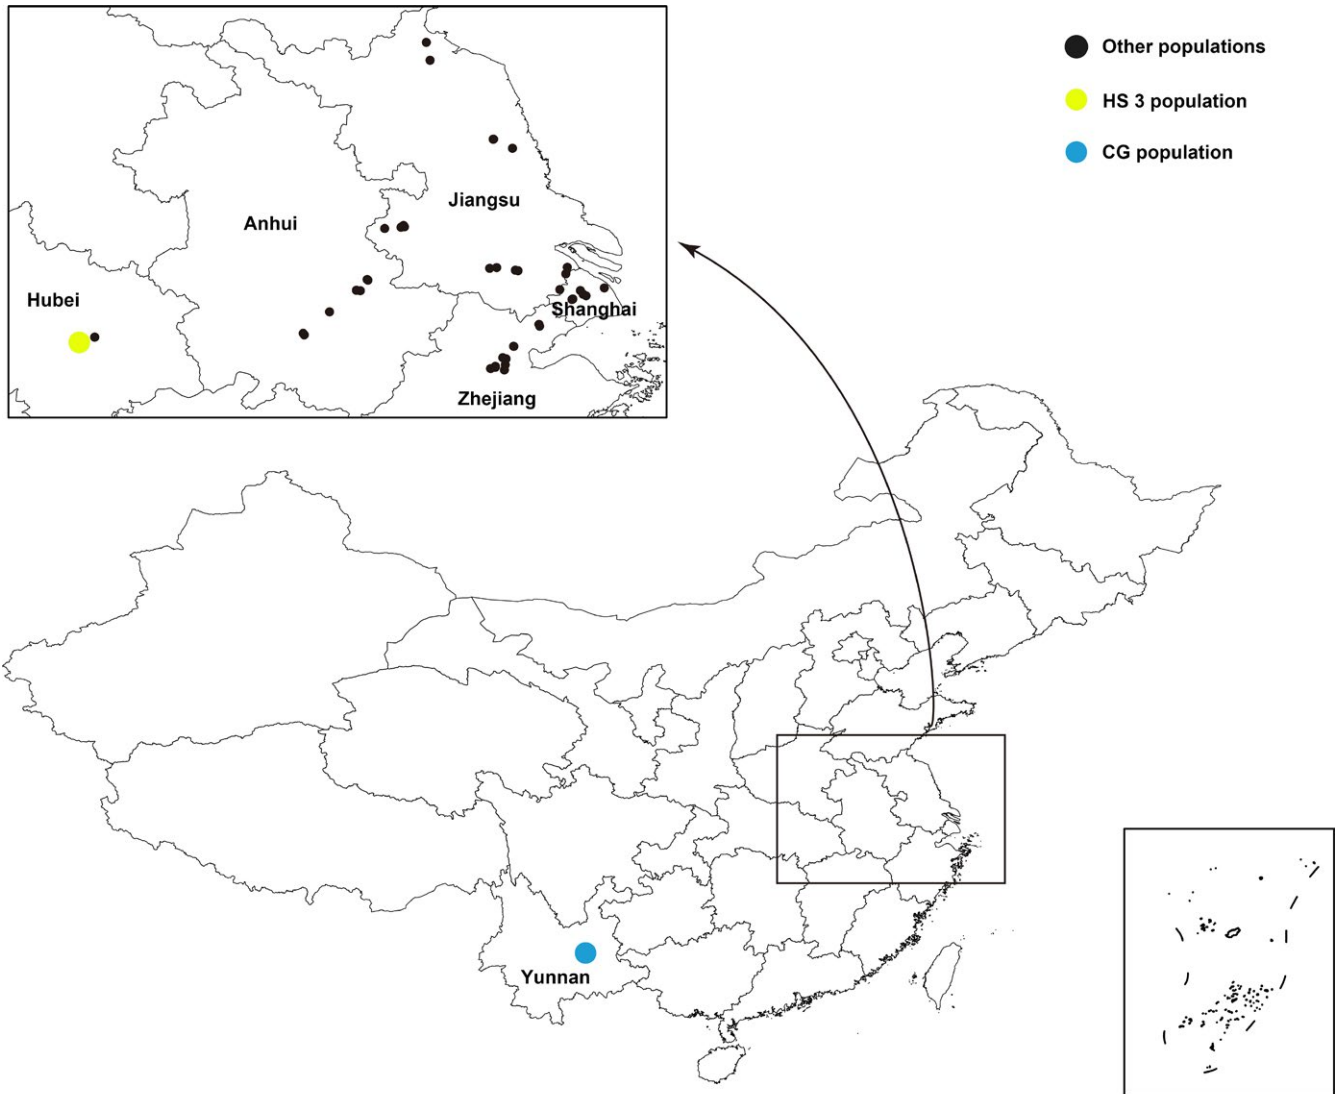 Other populations
HS 3 population
CG population
Jiangsu
Anhui
Hubei
Shanghai
Zhejiang
Yunnan